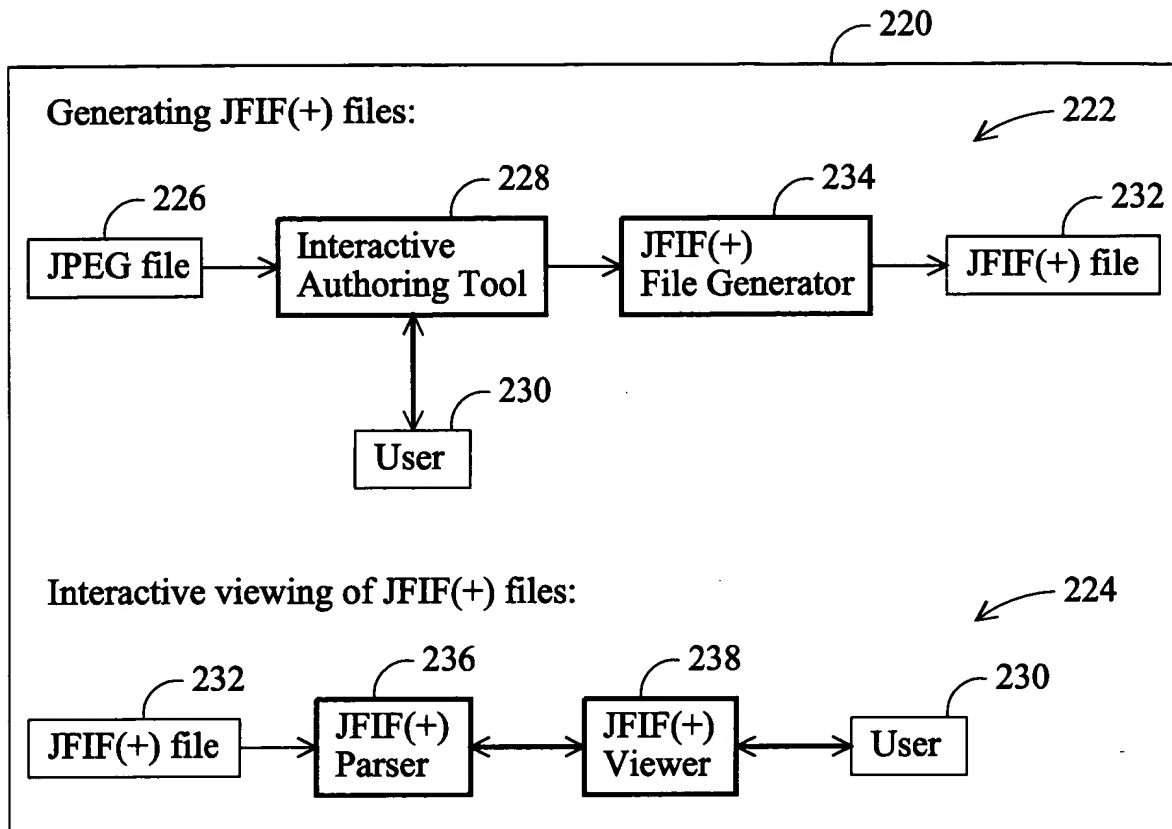 220
Generating JFIF(+) files:
222
226
228
234
232
JPEG file
Interactive
Authoring Tool
JFIF(+)
File Generator
JFIF(+) file
230
User
Interactive viewing of JFIF(+) files:
224
232
236
238
230
JFIF(+) file
JFIF(+)
Parser
JFIF(+)
Viewer
User